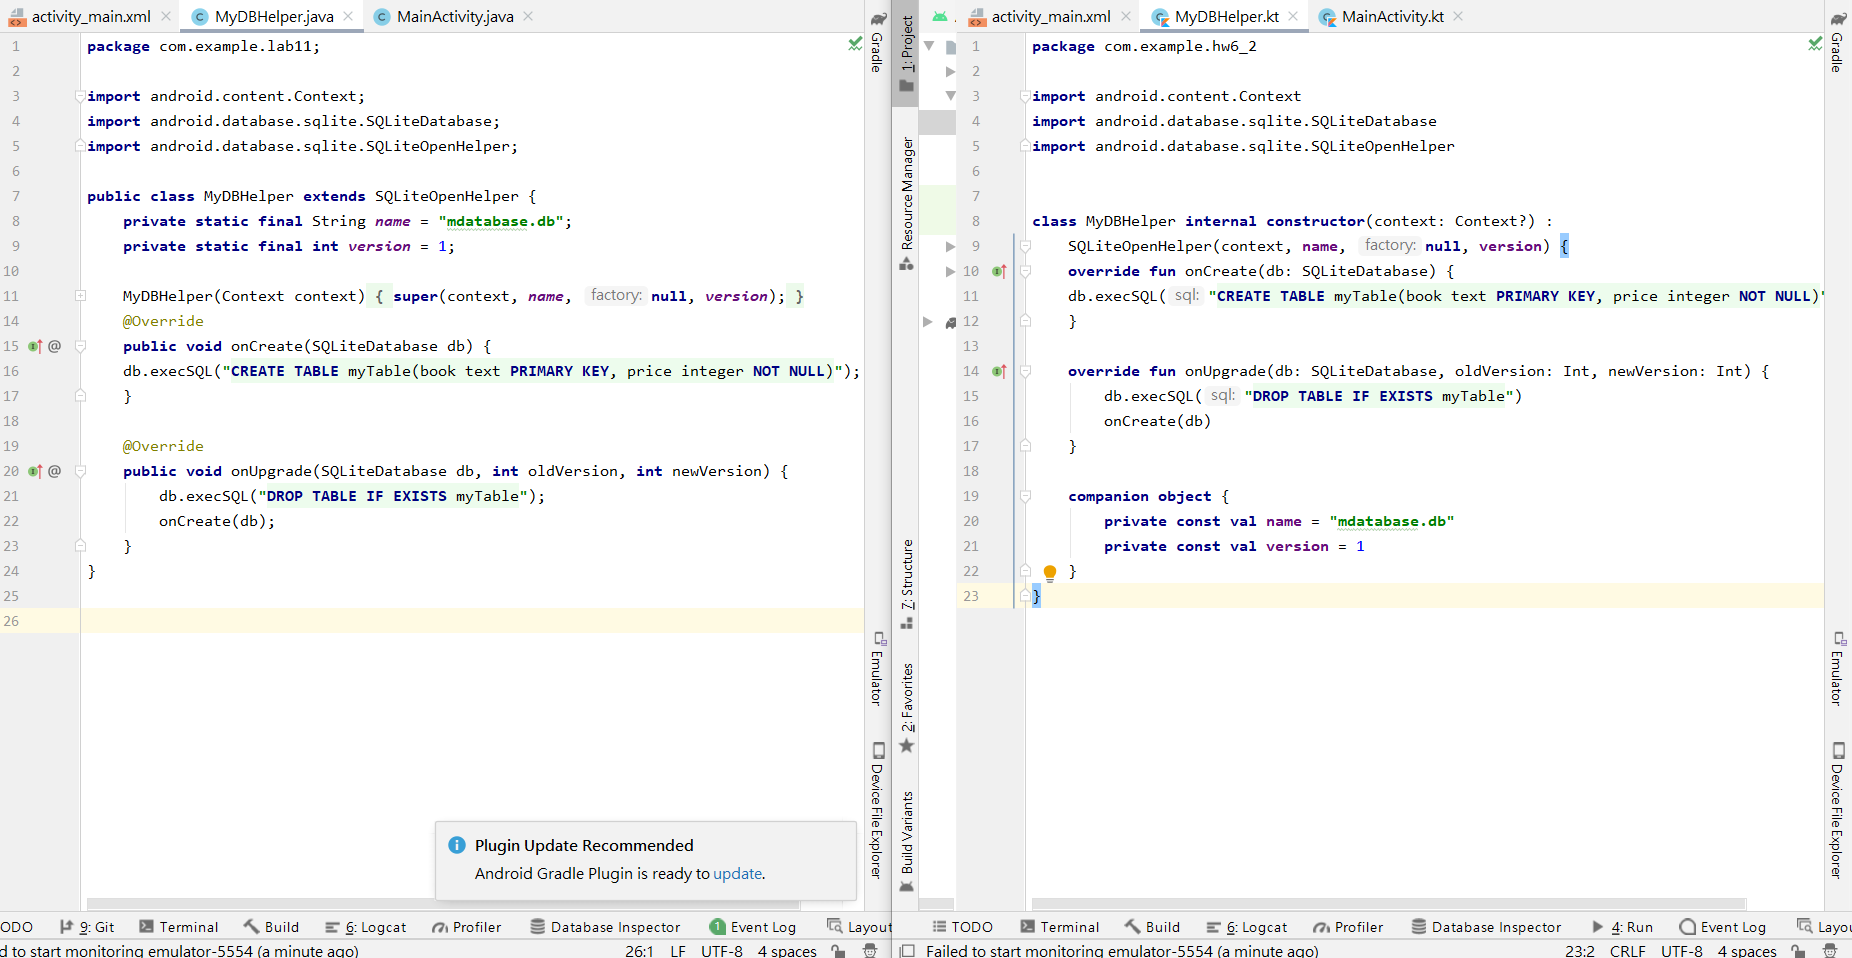 activity_main.xml MyDBHelper.java MainActivity.java
1 package com.example.lab11;
2
3 import android.content.Context;
4 import android.database.sqlite.SQLiteDatabase;
5 import android.database.sqlite.SQLiteOpenHelper;
6
7 public class MyDBHelper extends SQLiteOpenHelper {
8 private static final String name = "mdatabase.db";
9 private static final int version = 1;
10
11 MyDBHelper(Context context) { super(context, name, factory: null, version); }
14 @Override
15 @ public void onCreate(SQLiteDatabase db) {
16 db.execSQL("CREATE TABLE myTable(book text PRIMARY KEY, price integer NOT NULL)");
17 }
18
19 @Override
20 @ public void onUpgrade(SQLiteDatabase db, int oldVersion, int newVersion) {
21 db.execSQL("DROP TABLE IF EXISTS myTable");
22 onCreate(db);
23 }
24 }
25
26
Plugin Update Recommended
Android Gradle Plugin is ready to update.
Gradle
Emulator
Device File Explorer
ODO 9: Git Terminal Build 6: Logcat Profiler Database Inspector 1 Event Log Layout
d to start monitoring emulator-5554 (a minute ago) 26:1 LF UTF-8 4 spaces
1: Project
Resource Manager
7: Structure
2: Favorites
Build Variants
activity_main.xml MyDBHelper.kt MainActivity.kt
1 package com.example.hw6_2
2
3 import android.content.Context
4 import android.database.sqlite.SQLiteDatabase
5 import android.database.sqlite.SQLiteOpenHelper
6
7
8 class MyDBHelper internal constructor(context: Context?) :
9 SQLiteOpenHelper(context, name, factory: null, version) {
10 override fun onCreate(db: SQLiteDatabase) {
11 db.execSQL( sql: "CREATE TABLE myTable(book text PRIMARY KEY, price integer NOT NULL)"
12 }
13
14 override fun onUpgrade(db: SQLiteDatabase, oldVersion: Int, newVersion: Int) {
15 db.execSQL( sql: "DROP TABLE IF EXISTS myTable")
16 onCreate(db)
17 }
18
19 companion object {
20 private const val name = "mdatabase.db"
21 private const val version = 1
22 }
23 }
Gradle
Emulator
Device File Explorer
TODO Terminal Build 6: Logcat Profiler Database Inspector 4: Run Event Log Layou
Failed to start monitoring emulator-5554 (a minute ago) 23:2 CRLF UTF-8 4 spaces